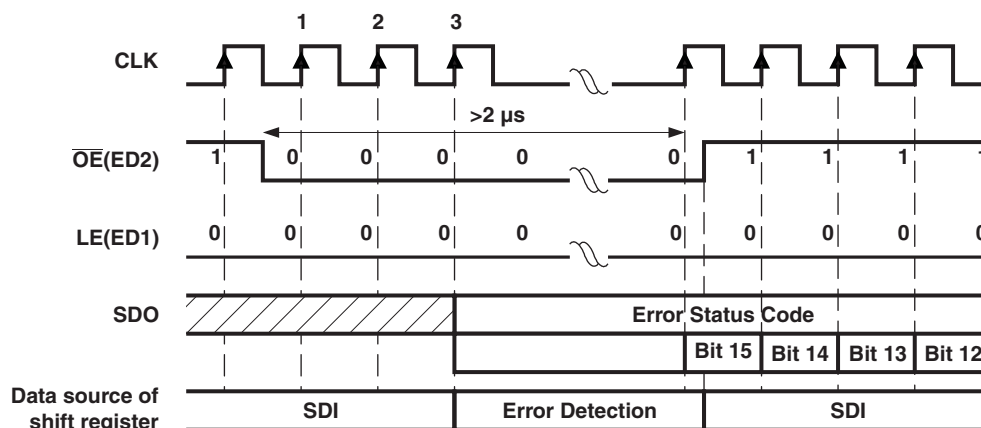 1 2 3
CLK
>2 µs
OE(ED2) 1 0 0 0 0 0 1 1 1 1
LE(ED1) 0 0 0 0 0 0 0 0 0 0
SDO Error Status Code
Bit 15 Bit 14 Bit 13 Bit 12
Data source of
shift register
SDI Error Detection SDI